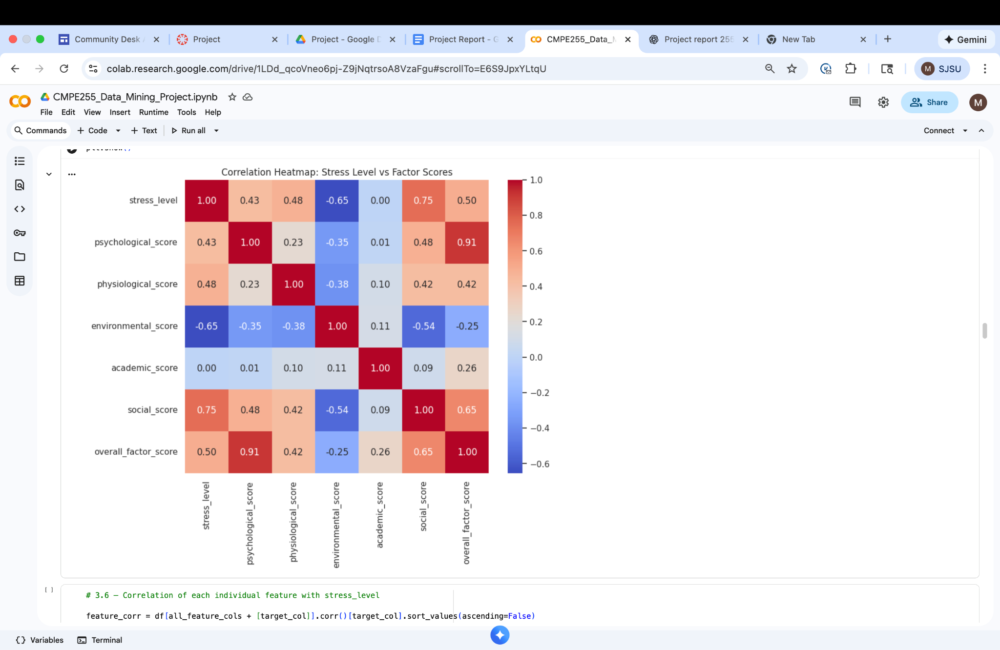 Community Desk
Project
Project - Google D
Project Report - G
CMPE255_Data_M
Project report 255
New Tab
Gemini
colab.research.google.com/drive/1LDd_qcoVneo6pj-Z9jNqtrsoA8VzaFgu#scrollTo=E6S9JpxYLtqU
M SJSU
CMPE255_Data_Mining_Project.ipynb
File Edit View Insert Runtime Tools Help
Share
M
Commands + Code + Text Run all
Connect
plt.show()
Correlation Heatmap: Stress Level vs Factor Scores
stress_level 1.00 0.43 0.48 -0.65 0.00 0.75 0.50
psychological_score 0.43 1.00 0.23 -0.35 0.01 0.48 0.91
physiological_score 0.48 0.23 1.00 -0.38 0.10 0.42 0.42
environmental_score -0.65 -0.35 -0.38 1.00 0.11 -0.54 -0.25
academic_score 0.00 0.01 0.10 0.11 1.00 0.09 0.26
social_score 0.75 0.48 0.42 -0.54 0.09 1.00 0.65
overall_factor_score 0.50 0.91 0.42 -0.25 0.26 0.65 1.00
stress_level
psychological_score
physiological_score
environmental_score
academic_score
social_score
overall_factor_score
1.0
0.8
0.6
0.4
0.2
0.0
−0.2
−0.4
−0.6
[ ]
# 3.6 — Correlation of each individual feature with stress_level
feature_corr = df[all_feature_cols + [target_col]].corr()[target_col].sort_values(ascending=False)
Variables
Terminal